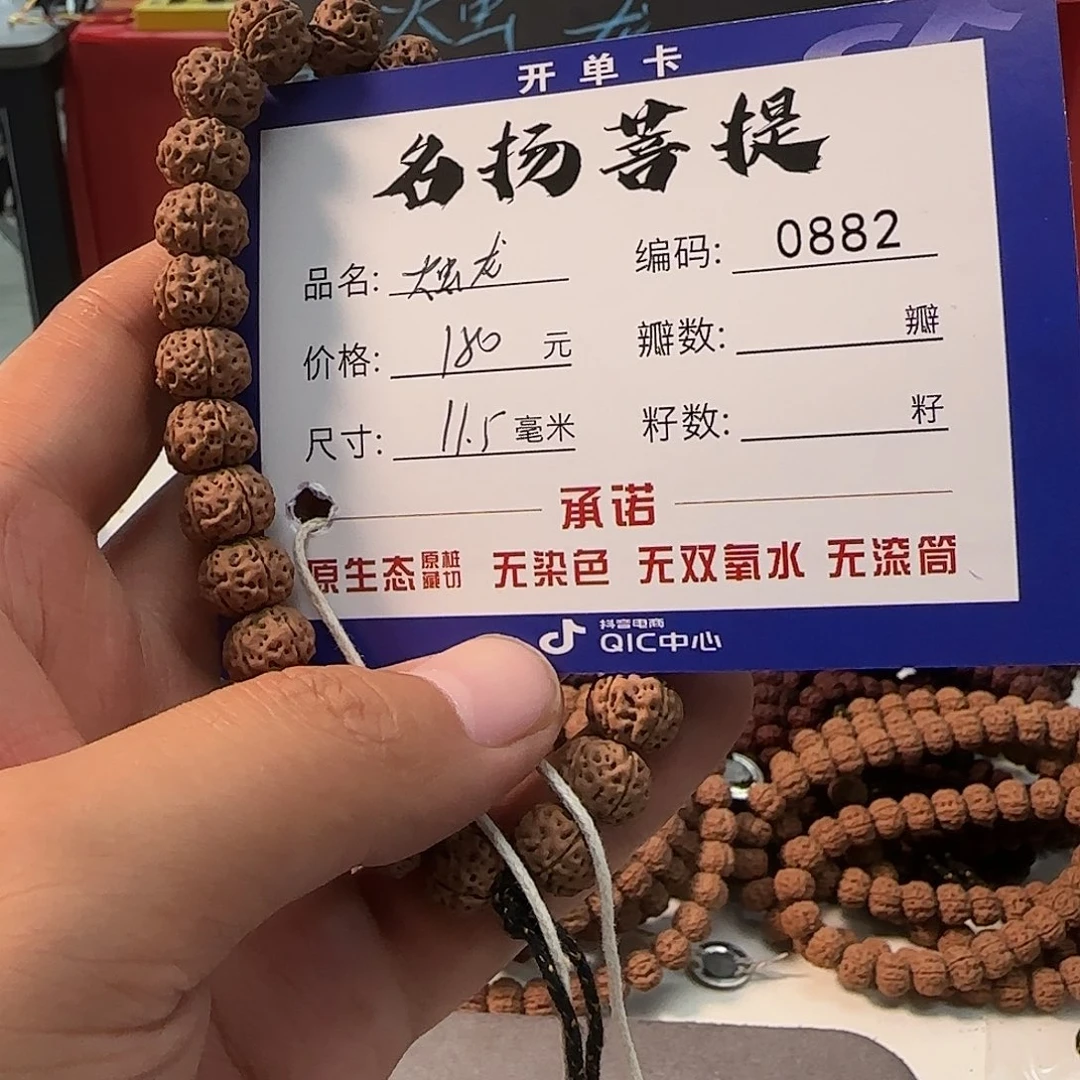 开单卡
名扬菩提
品名: 大虫龙 编码: 0882
价格: 180 元 瓣数: 瓣
尺寸: 11.5 毫米 籽数: 籽
承诺
原生态 原桩藏切 无染色 无双氧水 无滚筒
抖音电商
QIC中心